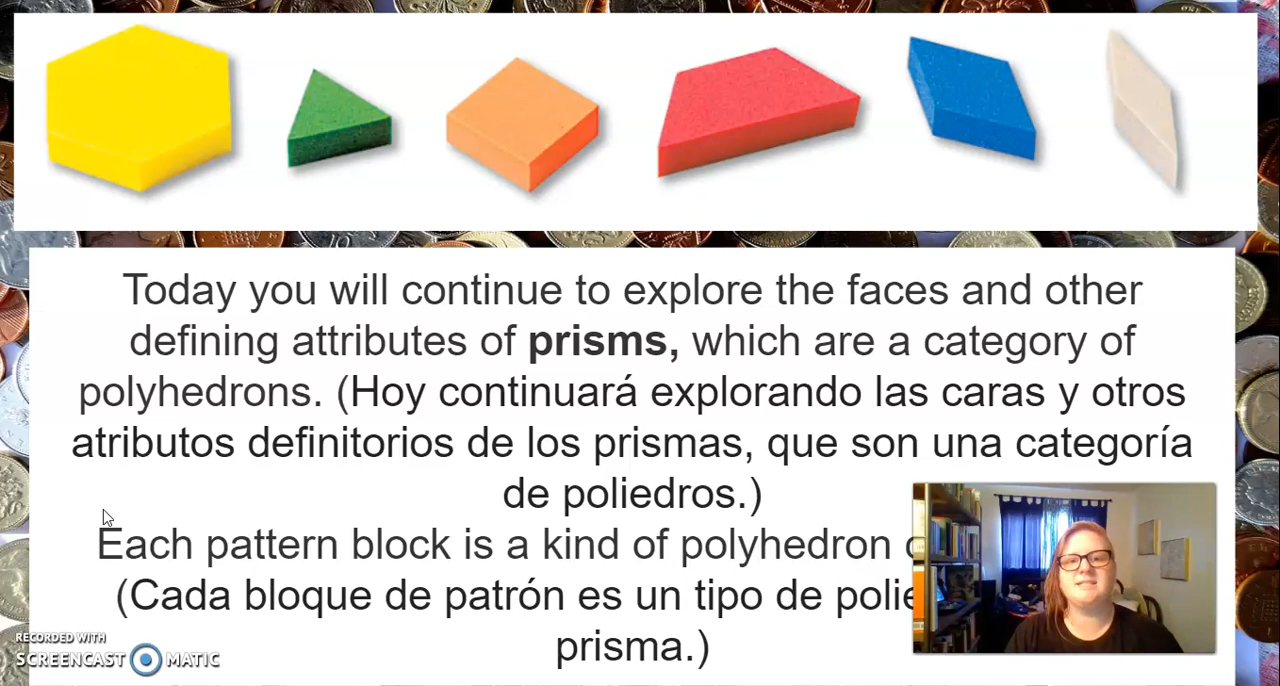 Today you will continue to explore the faces and other
defining attributes of prisms, which are a category of
polyhedrons. (Hoy continuará explorando las caras y otros
atributos definitorios de los prismas, que son una categoría
de poliedros.)
Each pattern block is a kind of polyhedron
(Cada bloque de patrón es un tipo de
prisma.)
RECORDED WITH
SCREENCAST MATIC